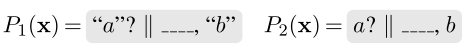 P₁(x) = “a”? ∥ ____, “b” P₂(x) = a? ∥ ____, b